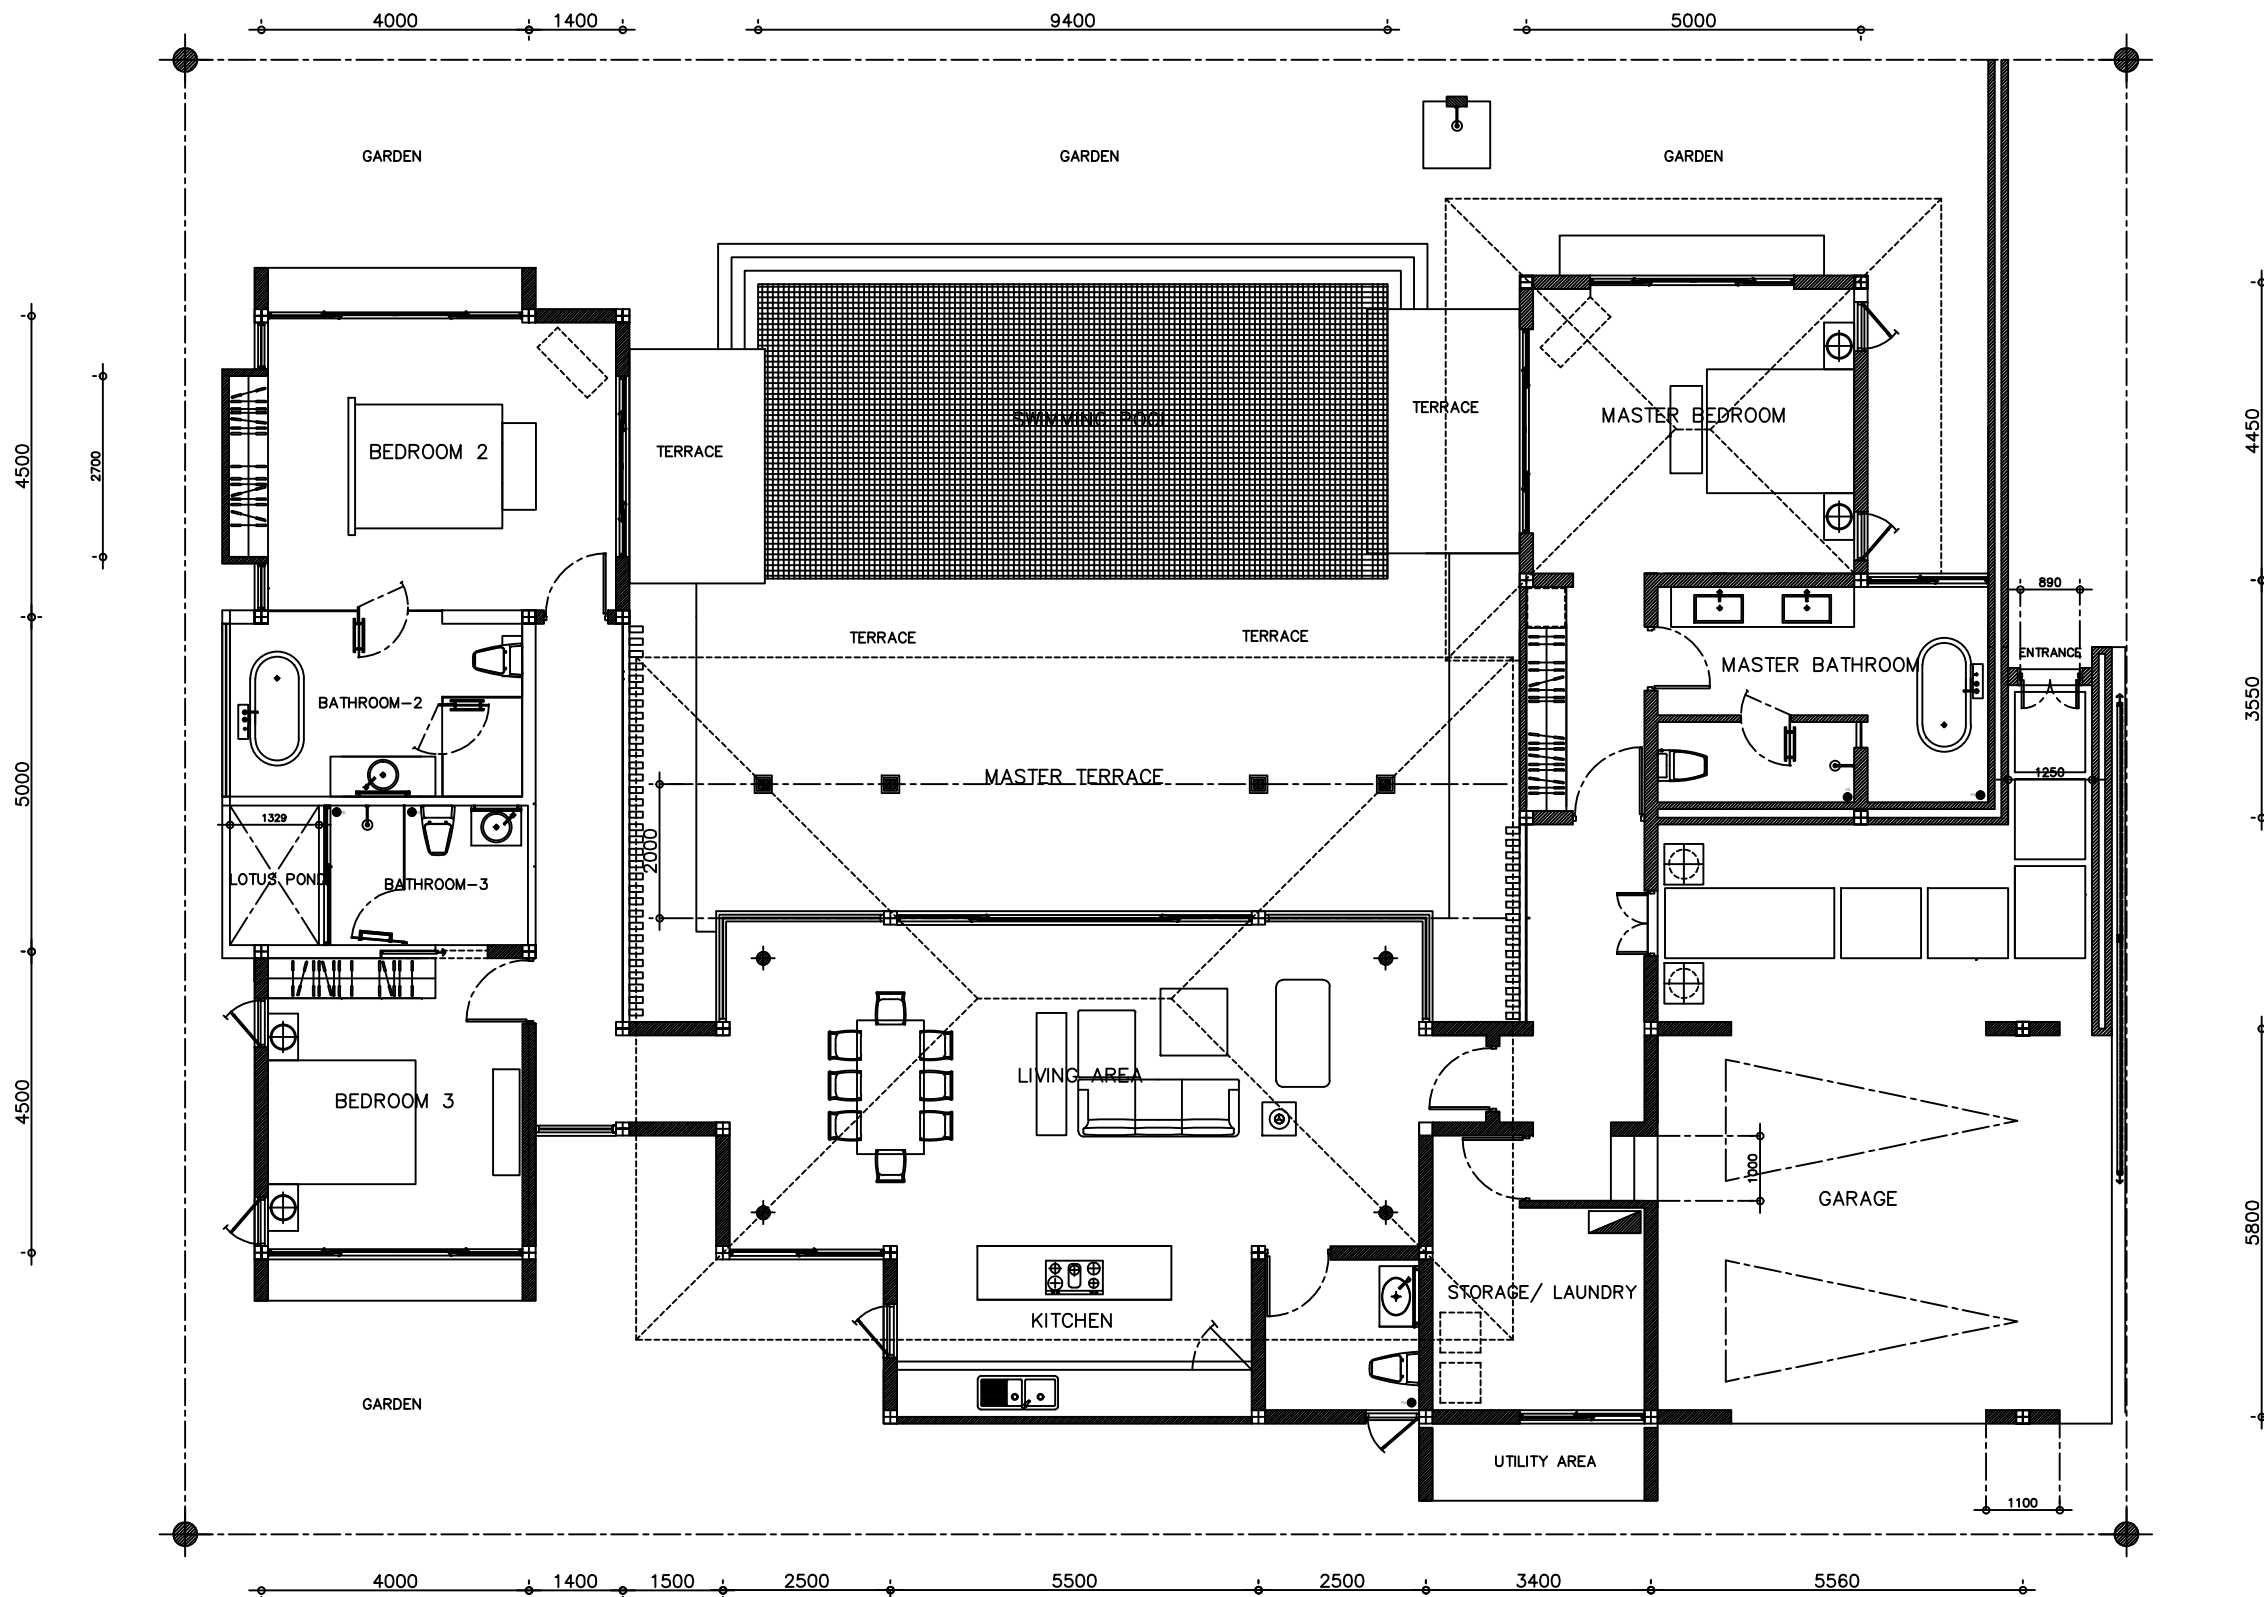 4000
1400
9400
5000
GARDEN
GARDEN
GARDEN
SWIMMING POOL
TERRACE
MASTER BEDROOM
BEDROOM 2
TERRACE
4500
2700
4450
890
TERRACE
TERRACE
ENTRANCE
MASTER BATHROOM
BATHROOM-2
3550
MASTER TERRACE
1250
5000
1329
2000
LOTUS POND
BATHROOM-3
LIVING AREA
BEDROOM 3
4500
1000
GARAGE
5800
STORAGE/ LAUNDRY
KITCHEN
GARDEN
UTILITY AREA
1100
4000
1400
1500
2500
5500
2500
3400
5560